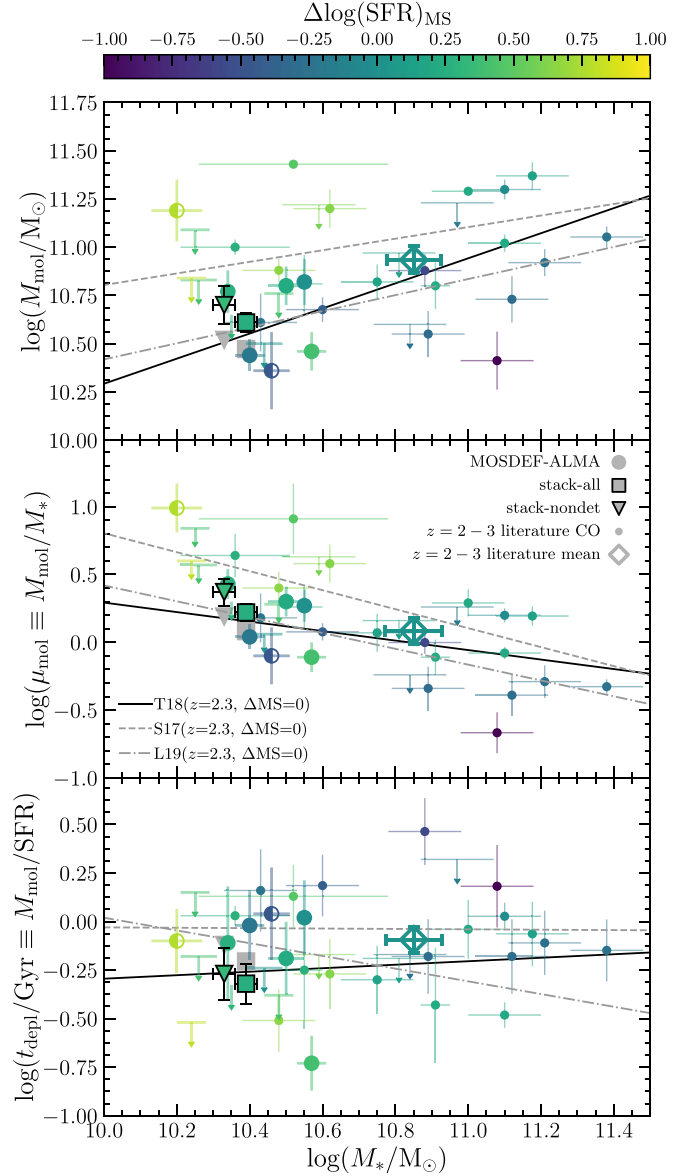 Δlog(SFR)MS
−1.00 −0.75 −0.50 −0.25 0.00 0.25 0.50 0.75 1.00
11.75
11.50
11.25
11.00
10.75
10.50
10.25
10.00
log(Mmol/M⊙)
MOSDEF-ALMA
stack-all
stack-nondet
z = 2 − 3 literature CO
z = 2 − 3 literature mean
1.0
0.5
0.0
−0.5
−1.0
log(μmol ≡ Mmol/M*)
T18(z=2.3, ΔMS=0)
S17(z=2.3, ΔMS=0)
L19(z=2.3, ΔMS=0)
0.50
0.25
0.00
−0.25
−0.50
−0.75
−1.00
log(tdepl/Gyr ≡ Mmol/SFR)
10.0 10.2 10.4 10.6 10.8 11.0 11.2 11.4
log(M*/M⊙)